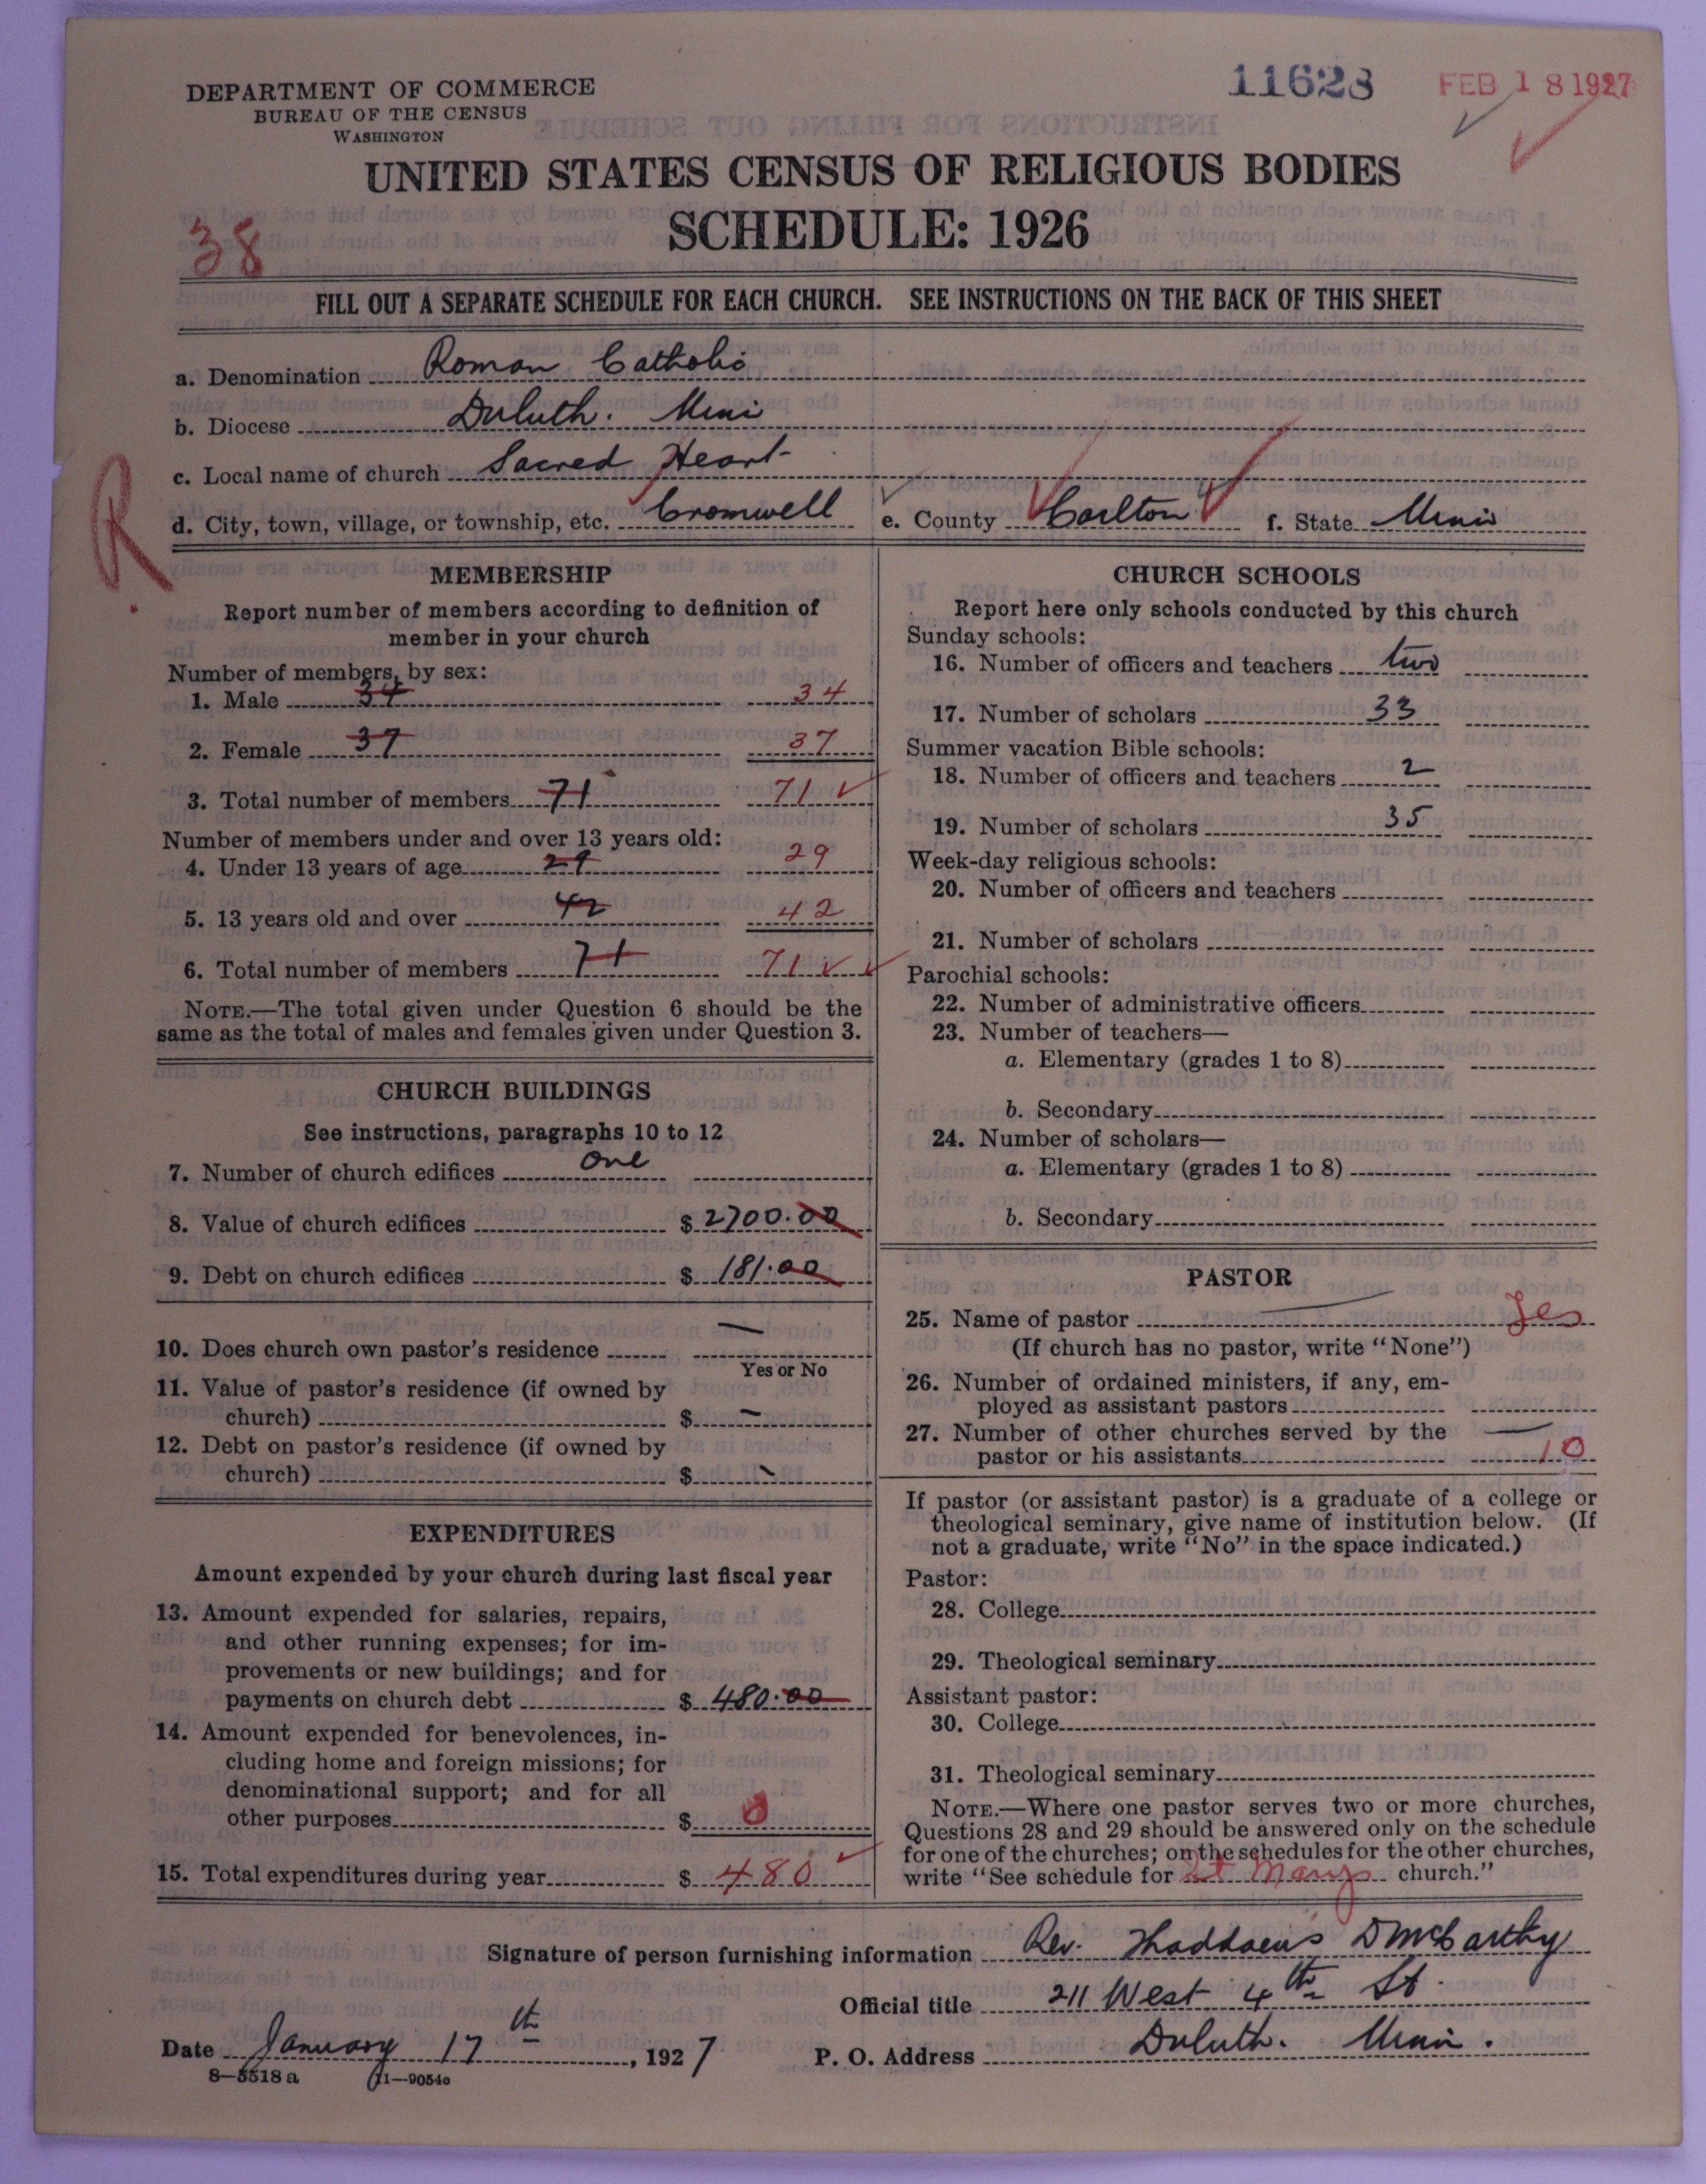 DEPARTMENT OF COMMERCE
BUREAU OF THE CENSUS
WASHINGTON
11623
FEB 18 1927
UNITED STATES CENSUS OF RELIGIOUS BODIES
SCHEDULE: 1926
38
FILL OUT A SEPARATE SCHEDULE FOR EACH CHURCH. SEE INSTRUCTIONS ON THE BACK OF THIS SHEET
a. Denomination Roman Catholic
b. Diocese Duluth. Minn
c. Local name of church Sacred Heart
R.
d. City, town, village, or township, etc. Cromwell e. County Carlton f. State Minn
MEMBERSHIP
Report number of members according to definition of
member in your church
Number of members, by sex:
1. Male 34 34
2. Female 37 37
3. Total number of members 71 71
Number of members under and over 13 years old:
4. Under 13 years of age 29 29
5. 13 years old and over 42 42
6. Total number of members 71 71
NOTE.—The total given under Question 6 should be the
same as the total of males and females given under Question 3.
CHURCH BUILDINGS
See instructions, paragraphs 10 to 12
7. Number of church edifices one
8. Value of church edifices $ 2700.00
9. Debt on church edifices $ 181.00
10. Does church own pastor's residence —
Yes or No
11. Value of pastor's residence (if owned by
church) $ –
12. Debt on pastor's residence (if owned by
church) $ –
EXPENDITURES
Amount expended by your church during last fiscal year
13. Amount expended for salaries, repairs,
and other running expenses; for im-
provements or new buildings; and for
payments on church debt $ 480.00
14. Amount expended for benevolences, in-
cluding home and foreign missions; for
denominational support; and for all
other purposes $ 0
15. Total expenditures during year $ 480
CHURCH SCHOOLS
Report here only schools conducted by this church
Sunday schools:
16. Number of officers and teachers two
17. Number of scholars 33
Summer vacation Bible schools:
18. Number of officers and teachers 2
19. Number of scholars 35
Week-day religious schools:
20. Number of officers and teachers
21. Number of scholars
Parochial schools:
22. Number of administrative officers
23. Number of teachers—
a. Elementary (grades 1 to 8)
b. Secondary
24. Number of scholars—
a. Elementary (grades 1 to 8)
b. Secondary
PASTOR
25. Name of pastor — Yes
(If church has no pastor, write "None")
26. Number of ordained ministers, if any, em-
ployed as assistant pastors
27. Number of other churches served by the —
pastor or his assistants 10
If pastor (or assistant pastor) is a graduate of a college or
theological seminary, give name of institution below. (If
not a graduate, write "No" in the space indicated.)
Pastor:
28. College
29. Theological seminary
Assistant pastor:
30. College
31. Theological seminary
NOTE.—Where one pastor serves two or more churches,
Questions 28 and 29 should be answered only on the schedule
for one of the churches; on the schedules for the other churches,
write "See schedule for St Marys church."
Signature of person furnishing information Rev. Thaddaeus D McCarthy
Official title 211 West 4th St.
Date January 17th, 1927 P. O. Address Duluth. Minn.
8—5518 a 11—9054c